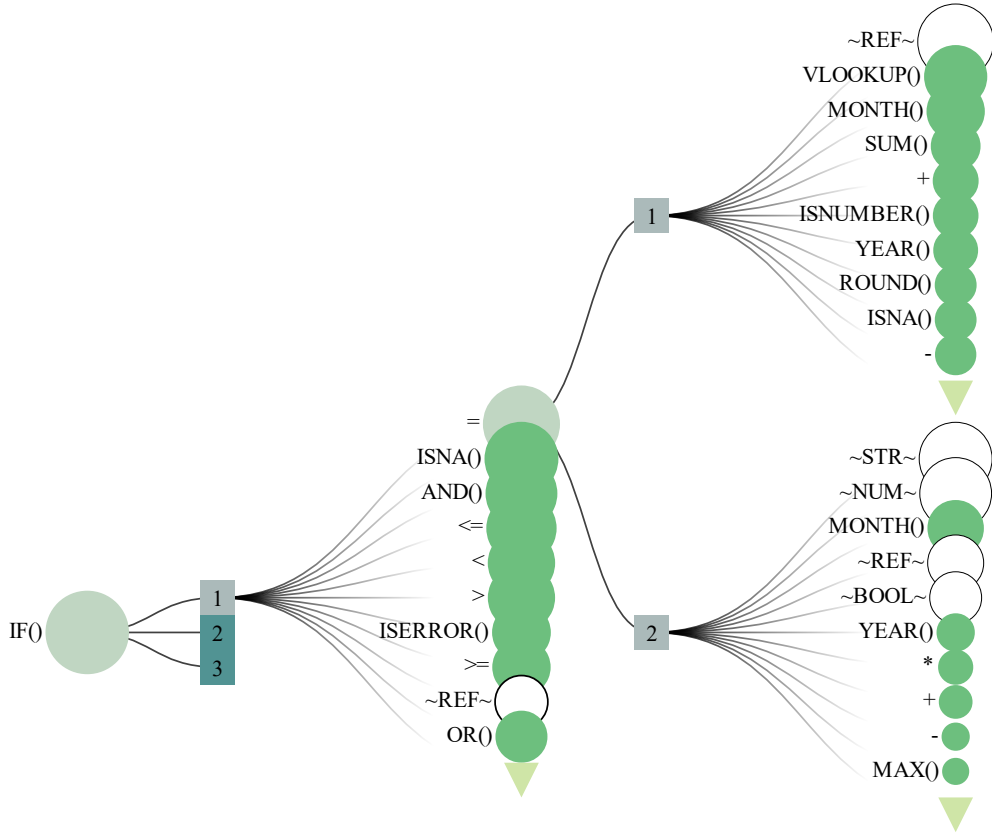 IF()
1
2
3
=
ISNA()
AND()
<=
<
>
ISERROR()
>=
~REF~
OR()
1
~REF~
VLOOKUP()
MONTH()
SUM()
+
ISNUMBER()
YEAR()
ROUND()
ISNA()
-
2
~STR~
~NUM~
MONTH()
~REF~
~BOOL~
YEAR()
*
+
-
MAX()